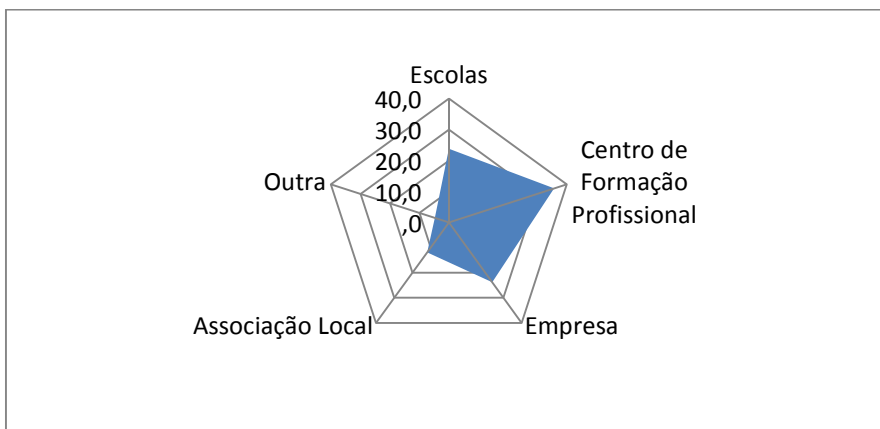 Escolas
40,0
30,0
20,0
10,0
,0
Centro de
Formação
Profissional
Empresa
Associação Local
Outra